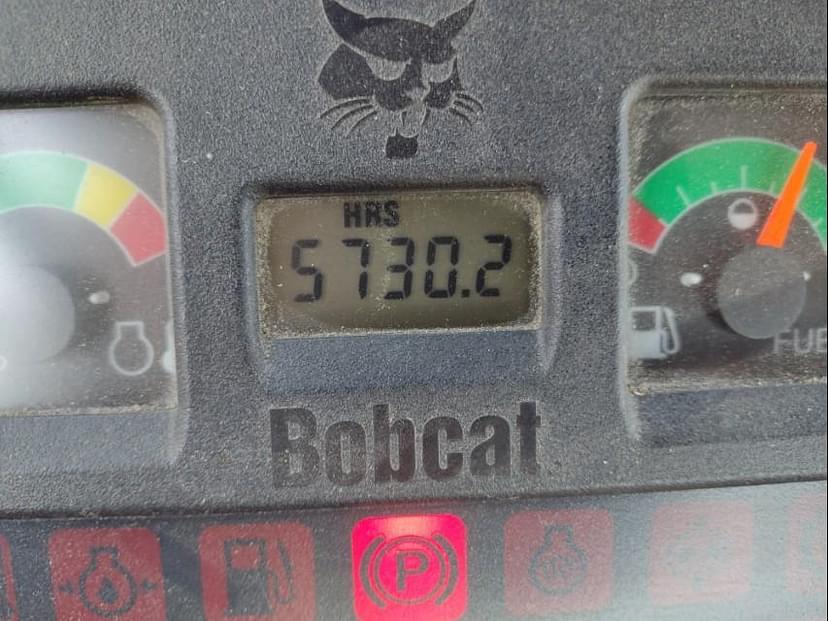 HRS
5730.2
FUE
Bobcat
P